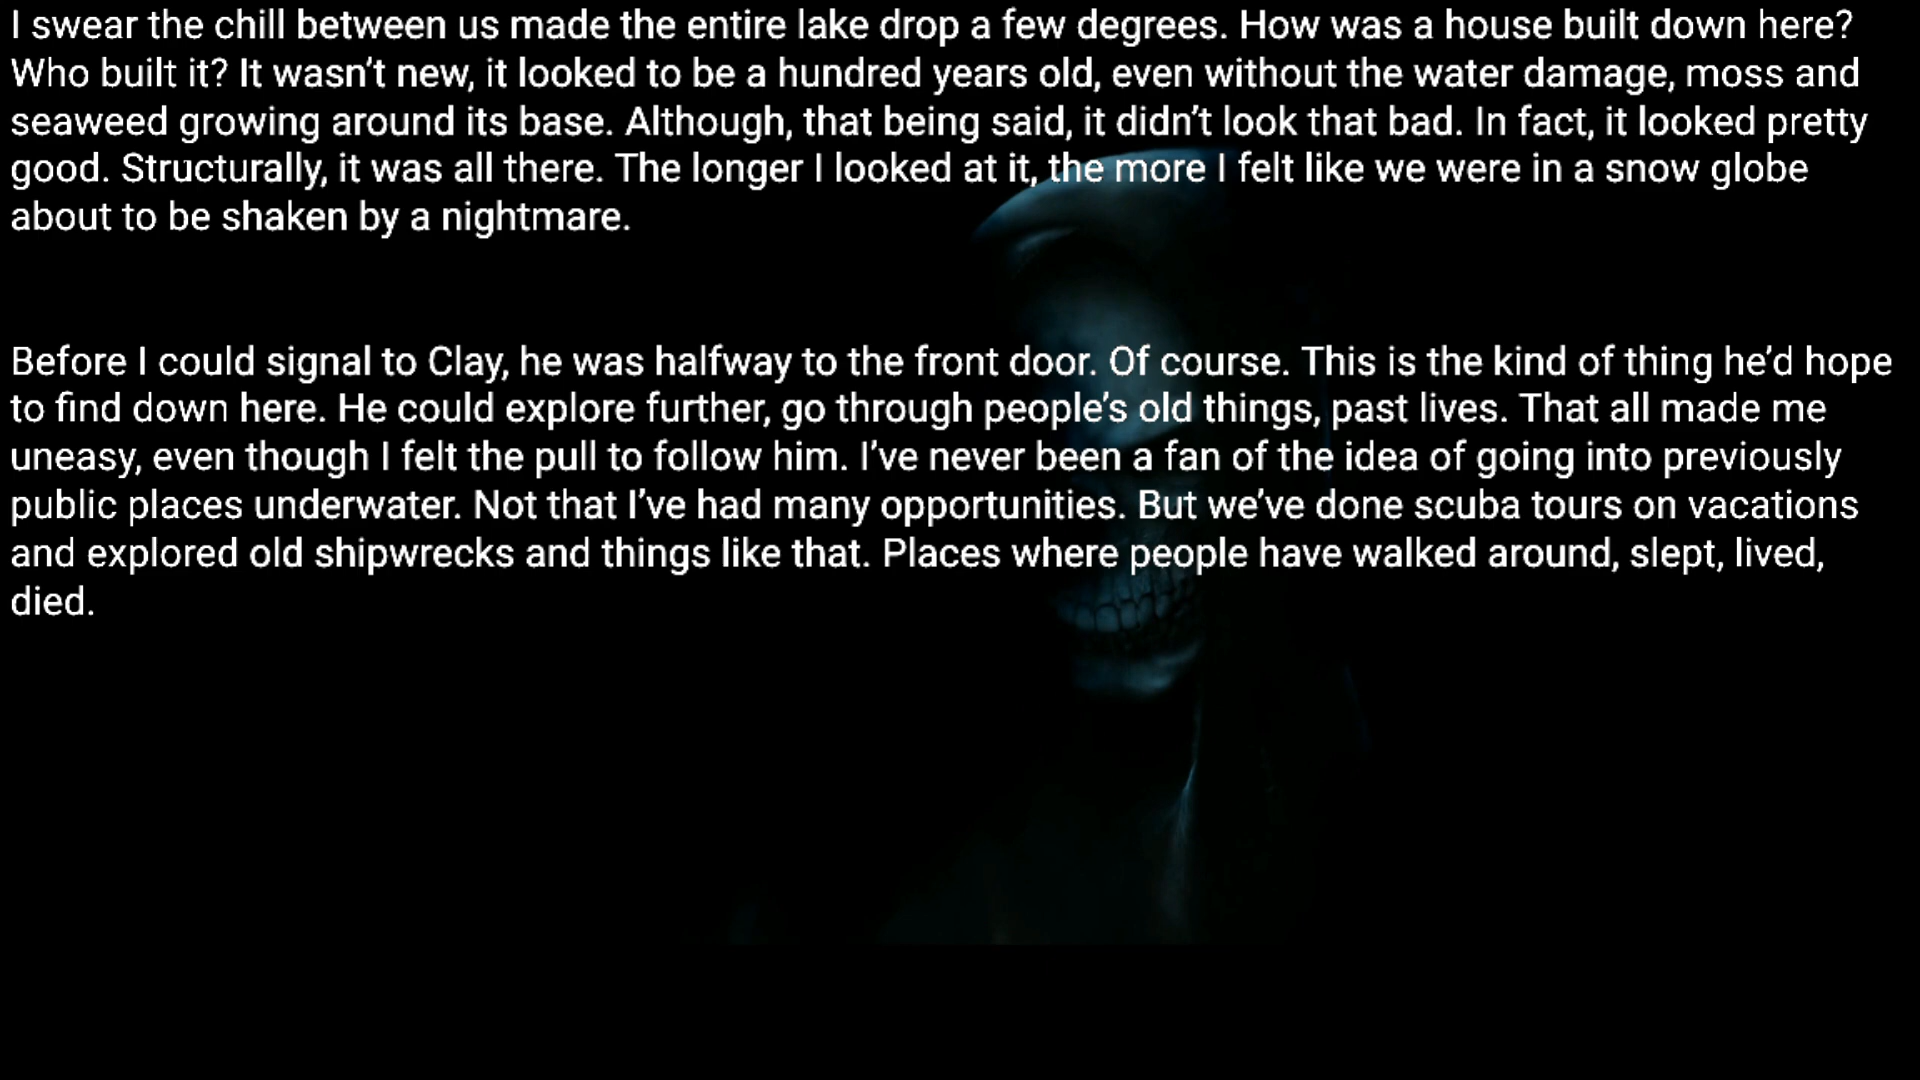 I swear the chill between us made the entire lake drop a few degrees. How was a house built down here?
Who built it? It wasn’t new, it looked to be a hundred years old, even without the water damage, moss and
seaweed growing around its base. Although, that being said, it didn’t look that bad. In fact, it looked pretty
good. Structurally, it was all there. The longer I looked at it, the more I felt like we were in a snow globe
about to be shaken by a nightmare.
Before I could signal to Clay, he was halfway to the front door. Of course. This is the kind of thing he’d hope
to find down here. He could explore further, go through people’s old things, past lives. That all made me
uneasy, even though I felt the pull to follow him. I’ve never been a fan of the idea of going into previously
public places underwater. Not that I’ve had many opportunities. But we’ve done scuba tours on vacations
and explored old shipwrecks and things like that. Places where people have walked around, slept, lived,
died.